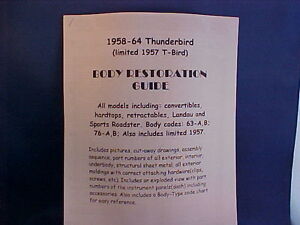 1958-64 Thunderbird
(limited 1957 T-Bird)
BODY RESTORATION
GUIDE
All models including: convertibles,
hardtops, retractables, Landau and
Sports Roadster. Body codes: 63-A,B;
76-A,B; Also includes limited 1957.
Includes pictures, cut-away drawings, assembly
sequence, part numbers of all exterior, interior,
underbody, structural sheet metal; all exterior
moldings with correct attaching hardware(clips,
screws, etc). Includes an exploded view with part
numbers of the instrument panels(dash) including
accessories. Also includes a Body-Type code chart
for easy reference.